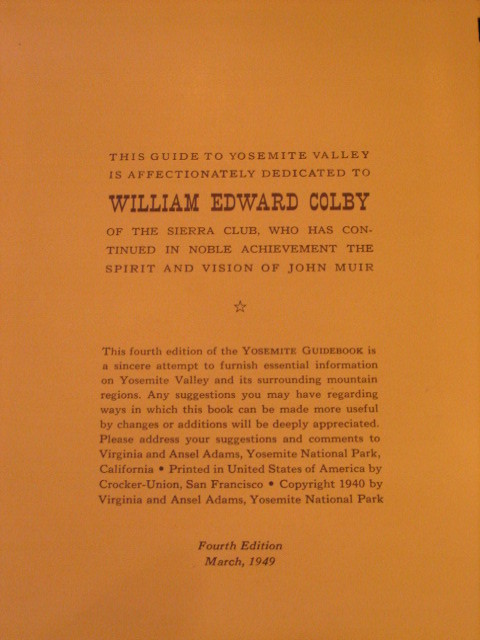 THIS GUIDE TO YOSEMITE VALLEY
IS AFFECTIONATELY DEDICATED TO
WILLIAM EDWARD COLBY
OF THE SIERRA CLUB, WHO HAS CON-
TINUED IN NOBLE ACHIEVEMENT THE
SPIRIT AND VISION OF JOHN MUIR
☆
This fourth edition of the YOSEMITE GUIDEBOOK is
a sincere attempt to furnish essential information
on Yosemite Valley and its surrounding mountain
regions. Any suggestions you may have regarding
ways in which this book can be made more useful
by changes or additions will be deeply appreciated.
Please address your suggestions and comments to
Virginia and Ansel Adams, Yosemite National Park,
California • Printed in United States of America by
Crocker-Union, San Francisco • Copyright 1940 by
Virginia and Ansel Adams, Yosemite National Park
Fourth Edition
March, 1949